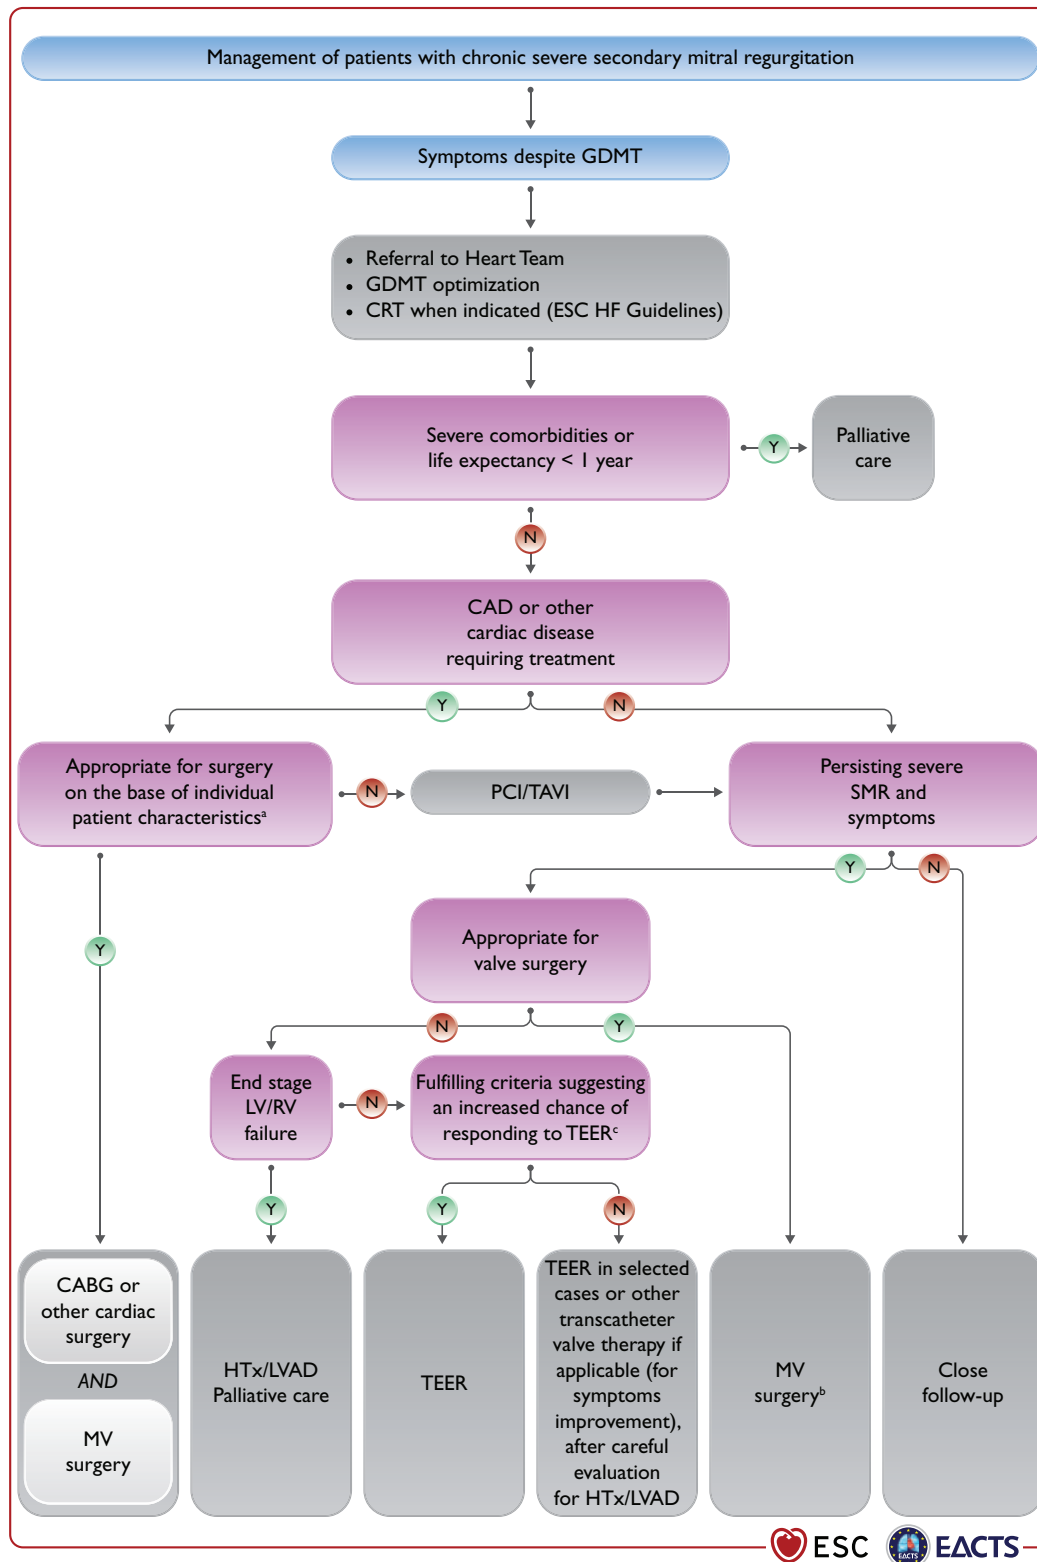 Management of patients with chronic severe secondary mitral regurgitation
Symptoms despite GDMT
• Referral to Heart Team
• GDMT optimization
• CRT when indicated (ESC HF Guidelines)
Severe comorbidities or
life expectancy < 1 year
Y
Palliative
care
N
CAD or other
cardiac disease
requiring treatment
Y
N
Appropriate for surgery
on the base of individual
patient characteristicsᵃ
N
PCI/TAVI
Persisting severe
SMR and
symptoms
Y
N
Appropriate for
valve surgery
Y
N
Y
End stage
LV/RV
failure
N
Fulfilling criteria suggesting
an increased chance of
responding to TEERᶜ
Y
Y
N
CABG or
other cardiac
surgery
AND
MV
surgery
HTx/LVAD
Palliative care
TEER
TEER in selected
cases or other
transcatheter
valve therapy if
applicable (for
symptoms
improvement),
after careful
evaluation
for HTx/LVAD
MV
surgeryᵇ
Close
follow-up
ESC
EACTS
EACTS